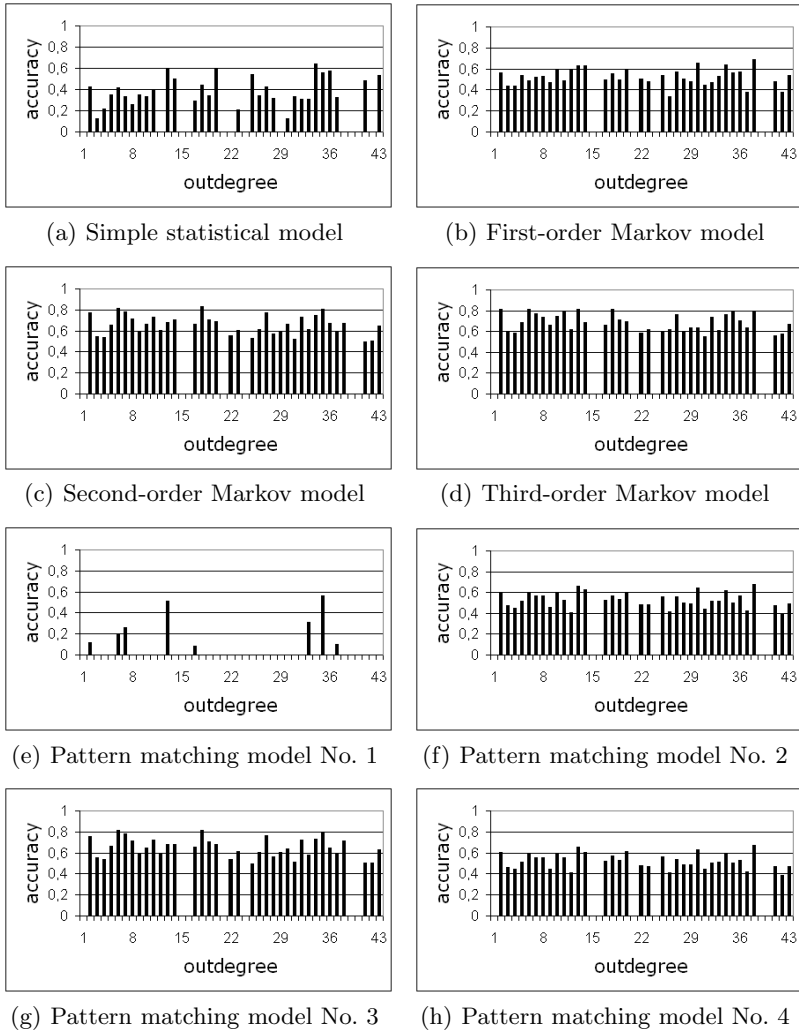 1
0,8
0,6
0,4
0,2
0
accuracy
1 8 15 22 29 36 43
outdegree
(a) Simple statistical model
1
0,8
0,6
0,4
0,2
0
accuracy
1 8 15 22 29 36 43
outdegree
(b) First-order Markov model
1
0,8
0,6
0,4
0,2
0
accuracy
1 8 15 22 29 36 43
outdegree
(c) Second-order Markov model
1
0,8
0,6
0,4
0,2
0
accuracy
1 8 15 22 29 36 43
outdegree
(d) Third-order Markov model
1
0,8
0,6
0,4
0,2
0
accuracy
1 8 15 22 29 36 43
outdegree
(e) Pattern matching model No. 1
1
0,8
0,6
0,4
0,2
0
accuracy
1 8 15 22 29 36 43
outdegree
(f) Pattern matching model No. 2
1
0,8
0,6
0,4
0,2
0
accuracy
1 8 15 22 29 36 43
outdegree
(g) Pattern matching model No. 3
1
0,8
0,6
0,4
0,2
0
accuracy
1 8 15 22 29 36 43
outdegree
(h) Pattern matching model No. 4